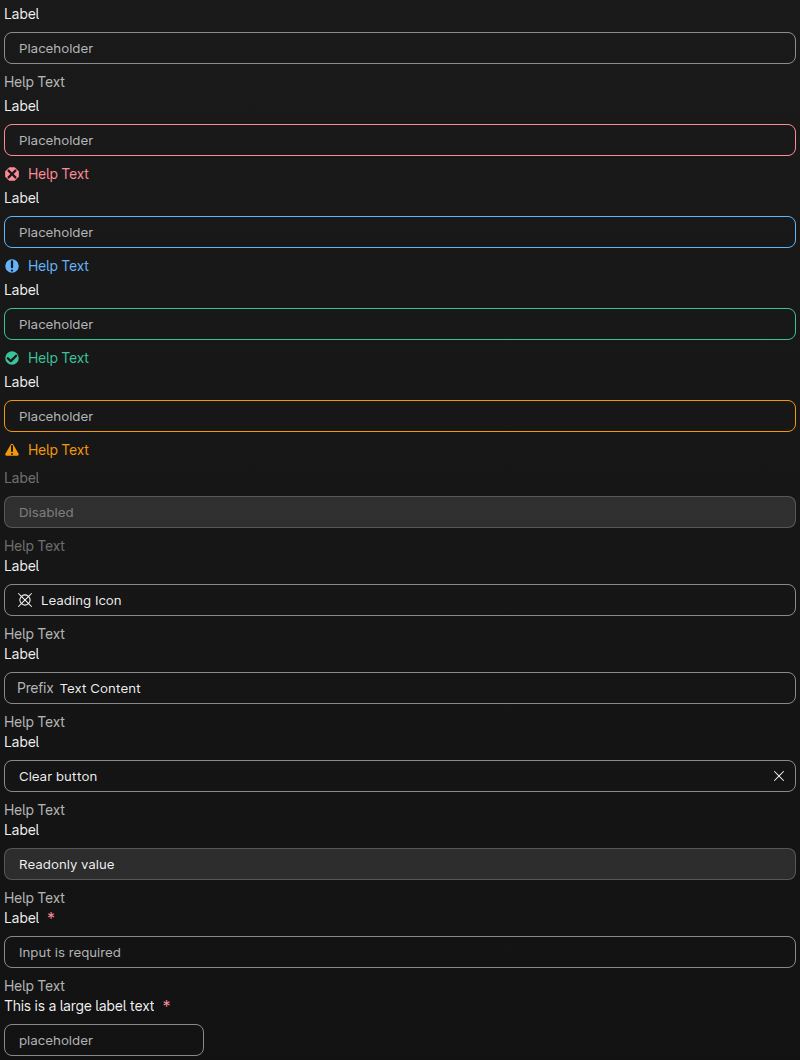 Label
Placeholder
Help Text
Label
Placeholder
Help Text
Label
Placeholder
Help Text
Label
Placeholder
Help Text
Label
Placeholder
Help Text
Label
Disabled
Help Text
Label
Leading Icon
Help Text
Label
Prefix Text Content
Help Text
Label
Clear button
Help Text
Label
Readonly value
Help Text
Label *
Input is required
Help Text
This is a large label text *
placeholder